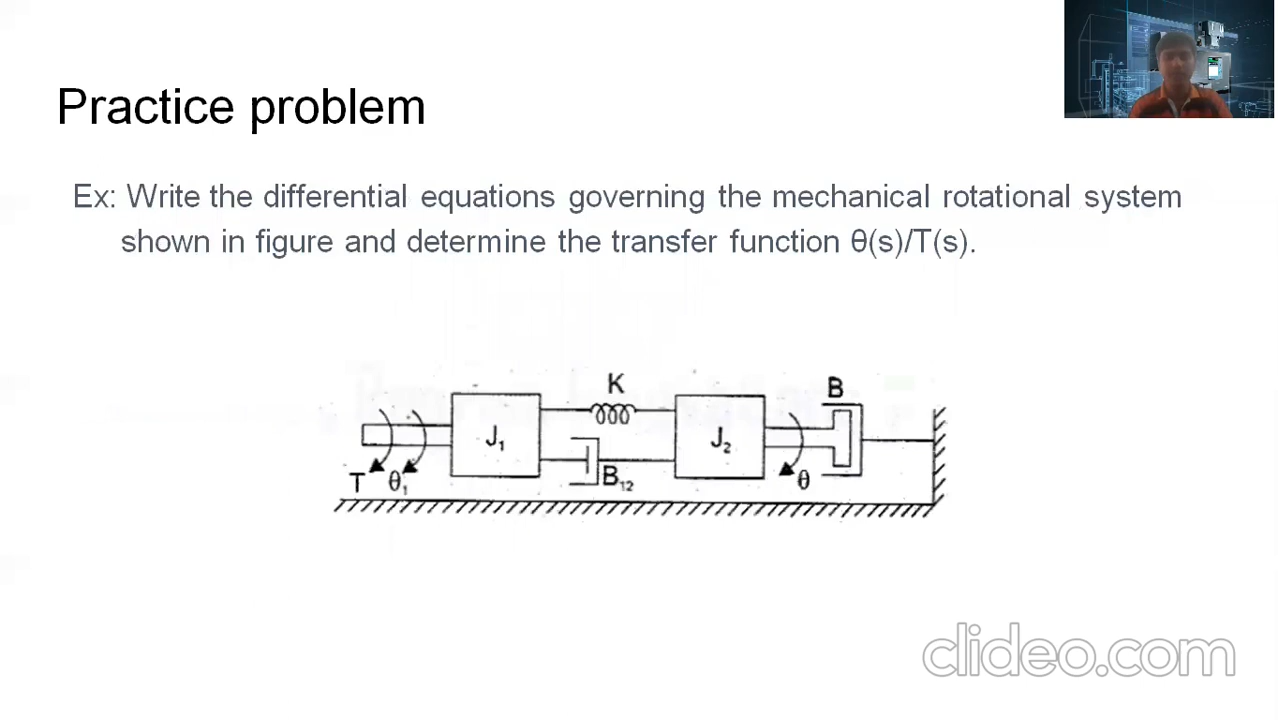 Practice problem
Ex: Write the differential equations governing the mechanical rotational system
shown in figure and determine the transfer function θ(s)/T(s).
K
B
J₁
J₂
B₁₂
T
θ₁
θ
clideo.com